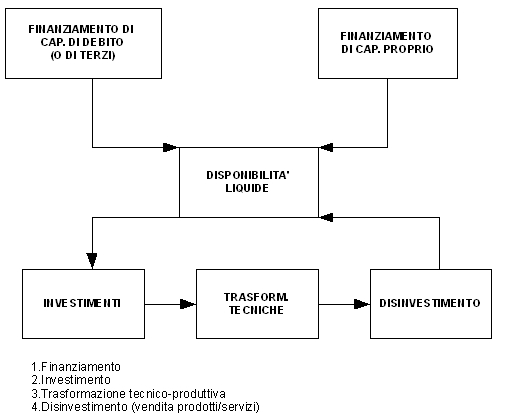 FINANZIAMENTO DI
CAP. DI DEBITO
(O DI TERZI)
FINANZIAMENTO
DI CAP. PROPRIO
DISPONIBILITA'
LIQUIDE
INVESTIMENTI
TRASFORM.
TECNICHE
DISINVESTIMENTO
1.Finanziamento
2.Investimento
3.Trasformazione tecnico-produttiva
4.Disinvestimento (vendita prodotti/servizi)